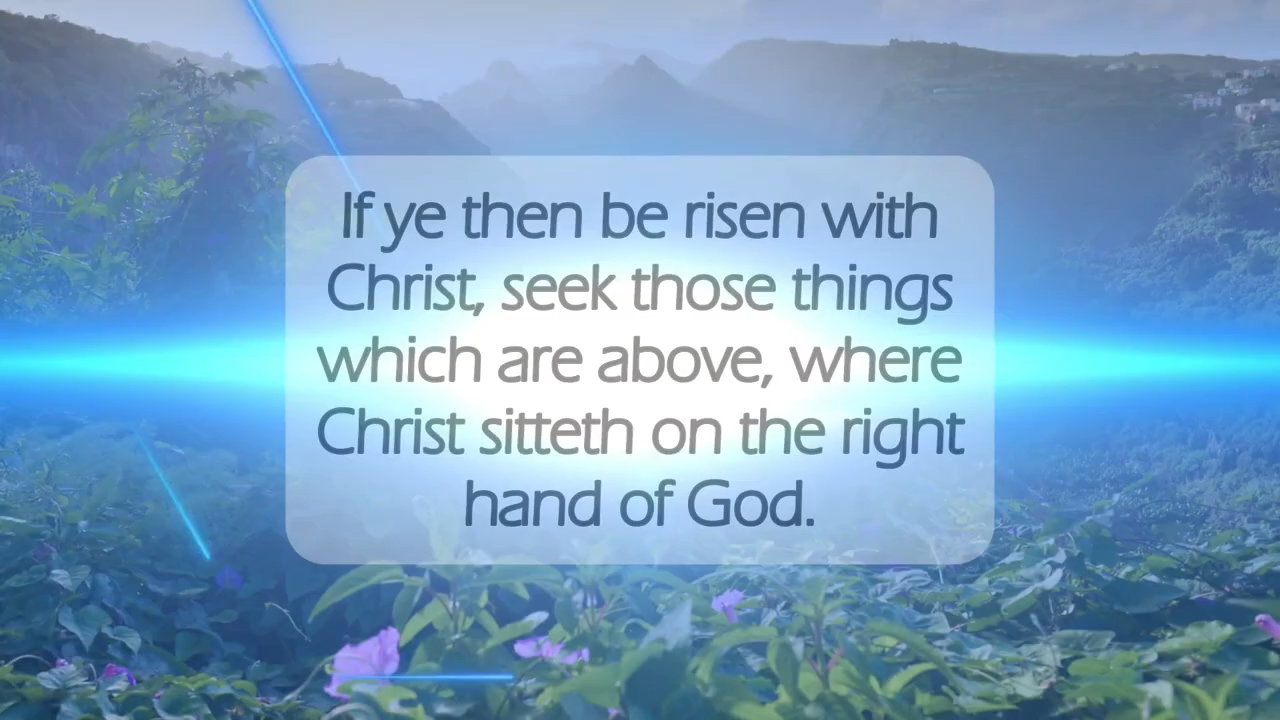 If ye then be risen with
Christ, seek those things
which are above, where
Christ sitteth on the right
hand of God.